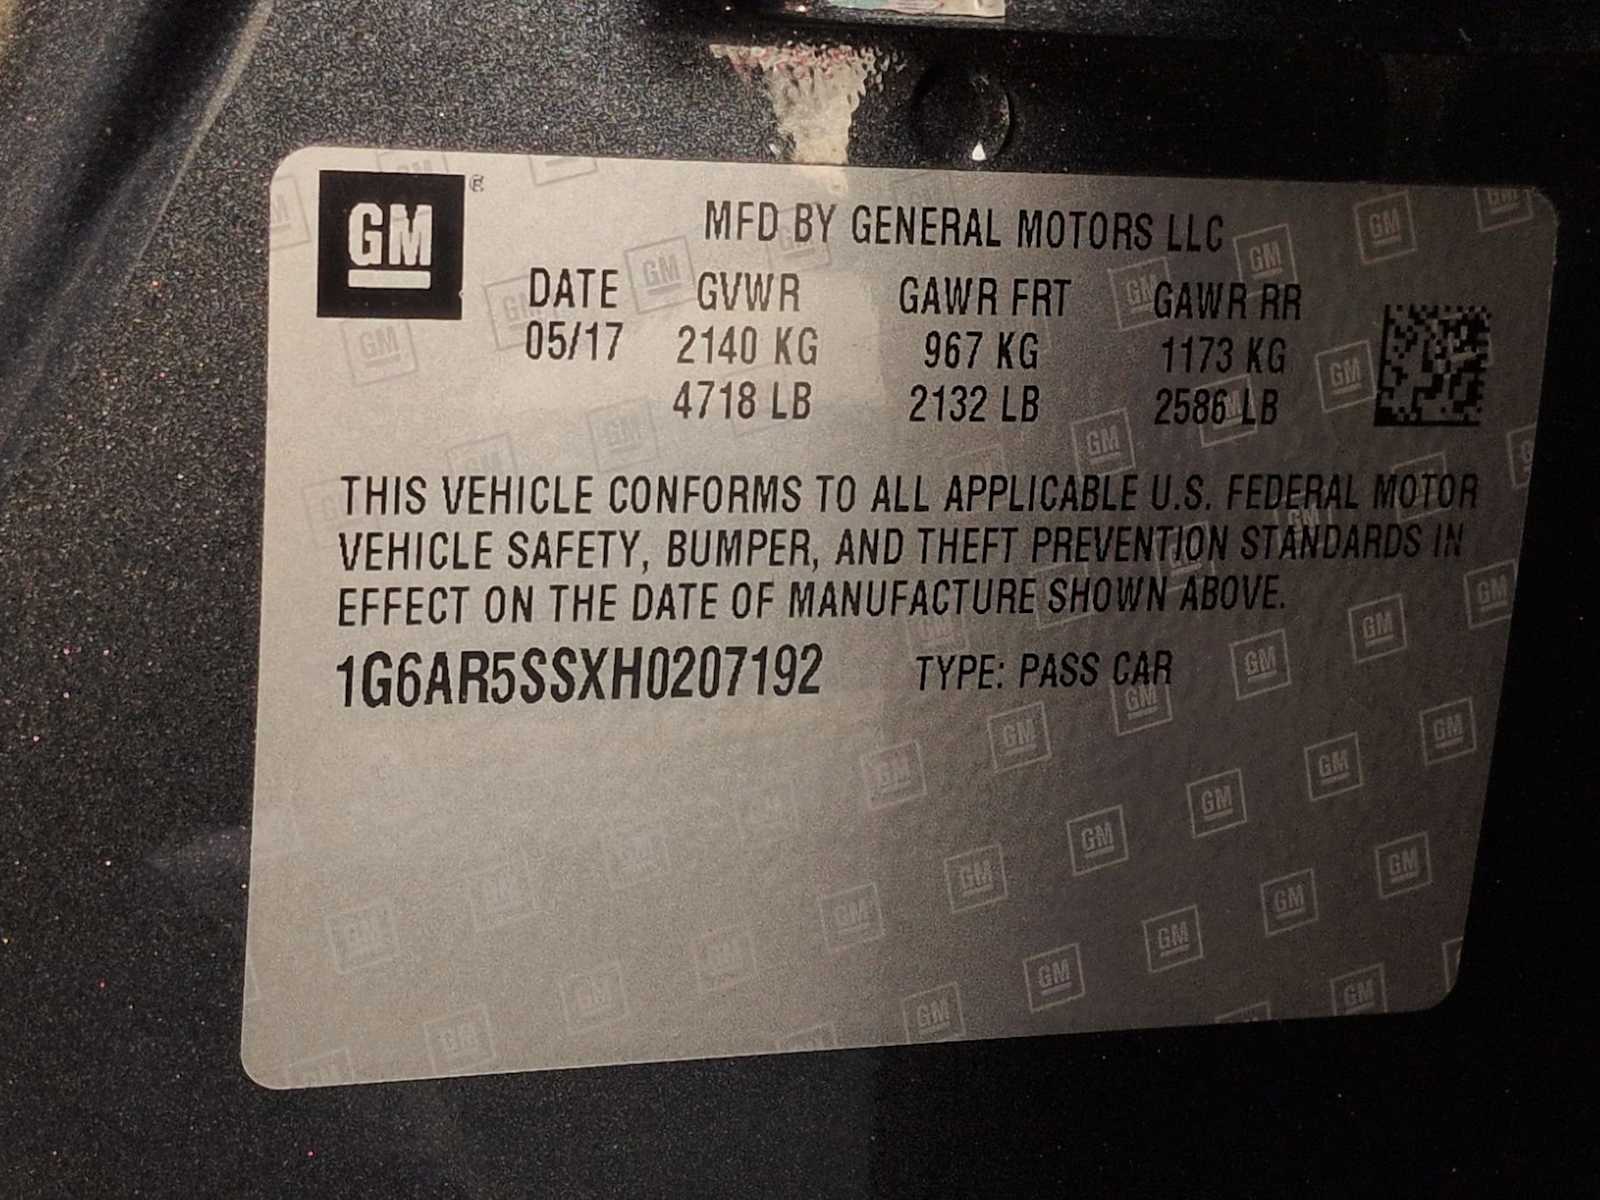 GM ®
MFD BY GENERAL MOTORS LLC
DATE GVWR GAWR FRT GAWR RR
05/17 2140 KG 967 KG 1173 KG
4718 LB 2132 LB 2586 LB
THIS VEHICLE CONFORMS TO ALL APPLICABLE U.S. FEDERAL MOTOR
VEHICLE SAFETY, BUMPER, AND THEFT PREVENTION STANDARDS IN
EFFECT ON THE DATE OF MANUFACTURE SHOWN ABOVE.
1G6AR5SSXH0207192 TYPE: PASS CAR